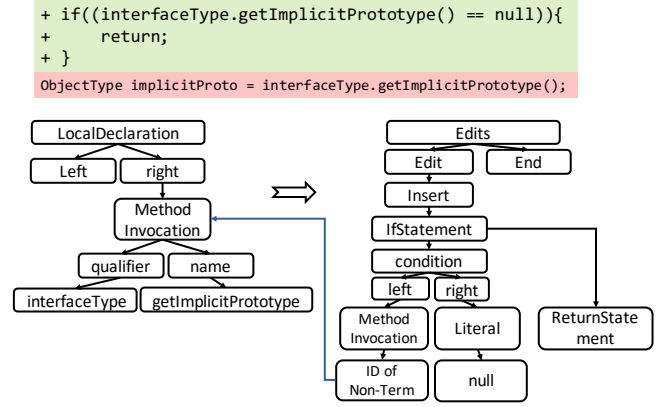 + if((interfaceType.getImplicitPrototype() == null)){
+     return;
+ }
ObjectType implicitProto = interfaceType.getImplicitPrototype();
LocalDeclaration
Left
right
Method
Invocation
qualifier
name
interfaceType
getImplicitPrototype
Edits
Edit
End
Insert
IfStatement
condition
left
right
Method
Invocation
Literal
ReturnState
ment
ID of
Non-Term
null